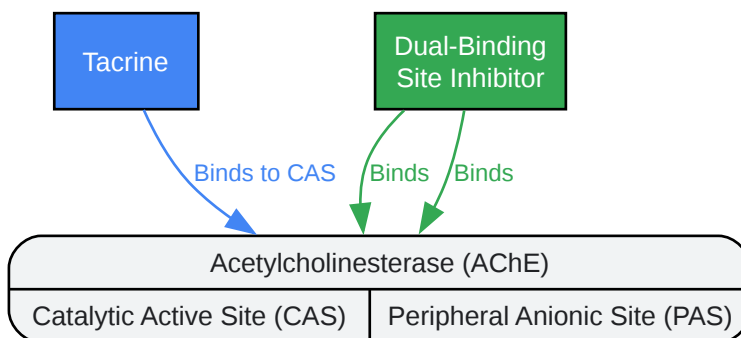 Tacrine
Dual-Binding
Site Inhibitor
Binds to CAS
Binds
Binds
Acetylcholinesterase (AChE)
Catalytic Active Site (CAS)
Peripheral Anionic Site (PAS)